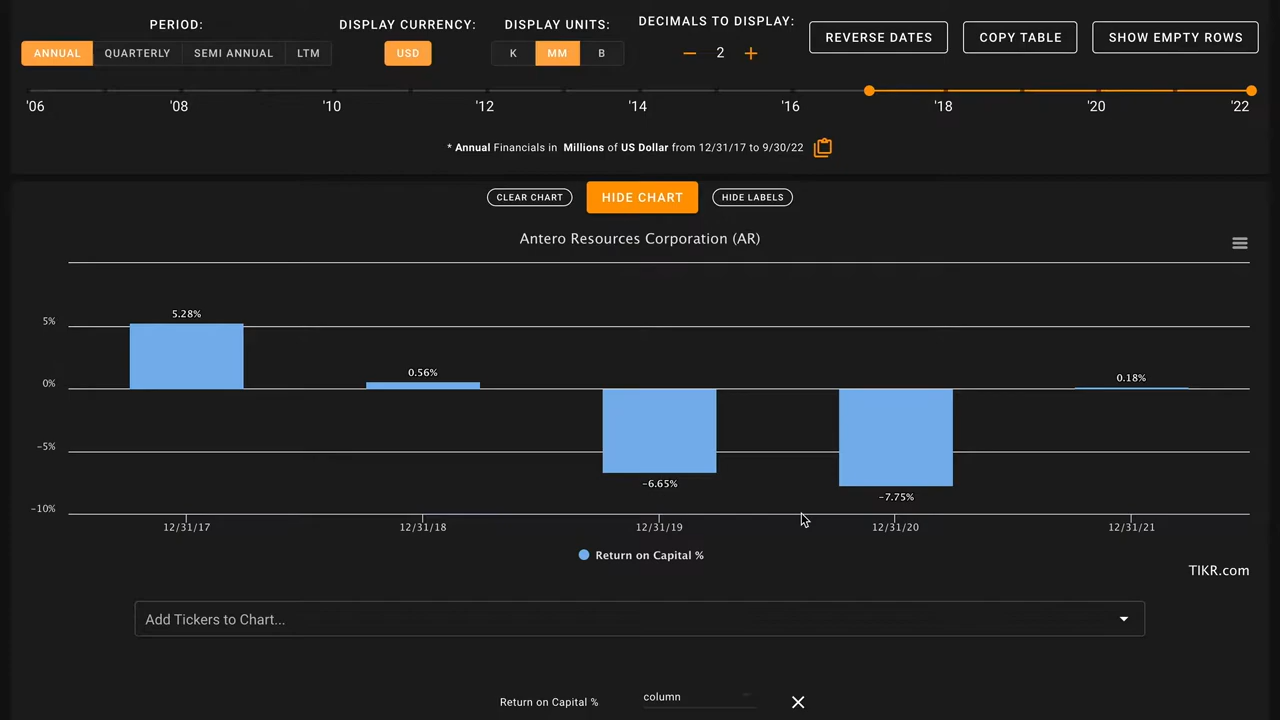 PERIOD: DISPLAY CURRENCY: DISPLAY UNITS: DECIMALS TO DISPLAY:
ANNUAL QUARTERLY SEMI ANNUAL LTM USD K MM B — 2 + REVERSE DATES COPY TABLE SHOW EMPTY ROWS
'06 '08 '10 '12 '14 '16 '18 '20 '22
* Annual Financials in Millions of US Dollar from 12/31/17 to 9/30/22
CLEAR CHART HIDE CHART HIDE LABELS
Antero Resources Corporation (AR)
5.28%
5%
0.56%
0.18%
0%
-5%
-6.65%
-7.75%
-10%
12/31/17 12/31/18 12/31/19 12/31/20 12/31/21
Return on Capital %
TIKR.com
Add Tickers to Chart...
Return on Capital % column